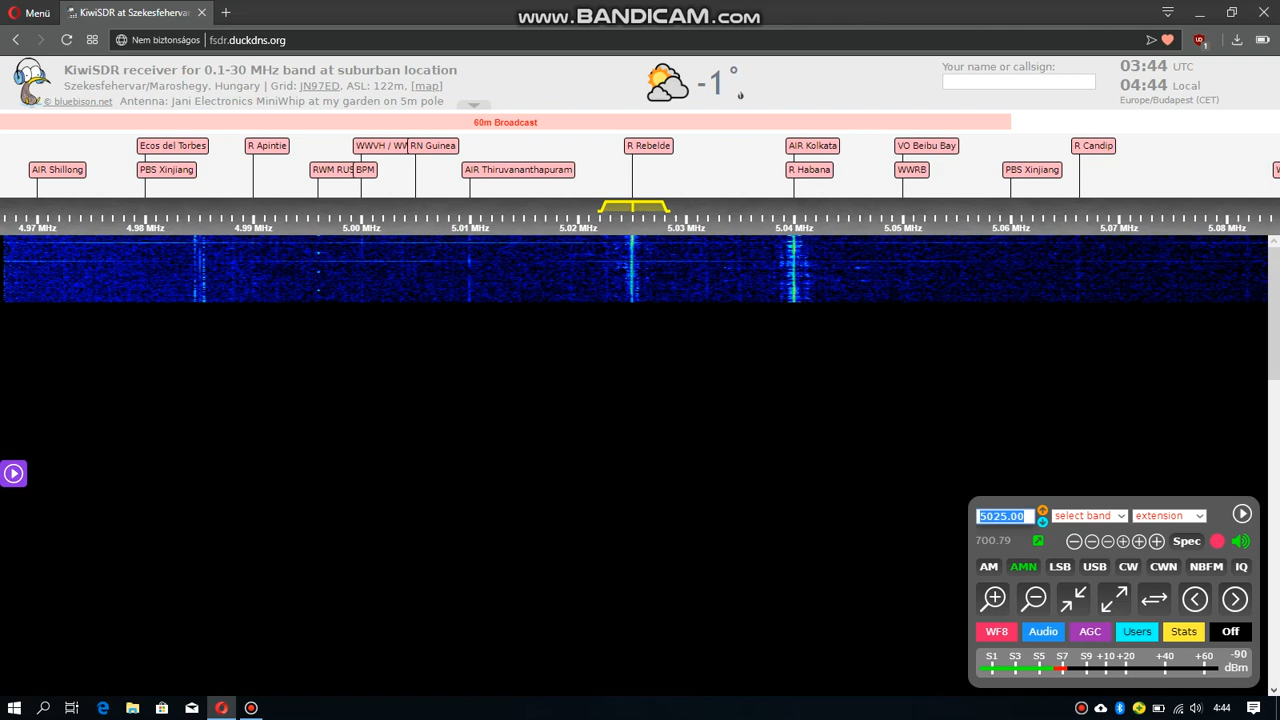 www.BANDICAM.com
Menü
KiwiSDR at Szekesfehervar
Nem biztonságos
fsdr.duckdns.org
KiwiSDR receiver for 0.1-30 MHz band at suburban location
Szekesfehervar/Maroshegy, Hungary | Grid: JN97ED, ASL: 122m, [map]
© bluebison.net
Antenna: Jani Electronics MiniWhip at my garden on 5m pole
-1°
Your name or callsign:
03:44 UTC
04:44 Local
Europe/Budapest (CET)
60m Broadcast
Ecos del Torbes
R Apintie
WWVH / WW
RN Guinea
R Rebelde
AIR Kolkata
VO Beibu Bay
R Candip
AIR Shillong
PBS Xinjiang
RWM RUS
BPM
AIR Thiruvananthapuram
R Habana
WWRB
PBS Xinjiang
4.97 MHz
4.98 MHz
4.99 MHz
5.00 MHz
5.01 MHz
5.02 MHz
5.03 MHz
5.04 MHz
5.05 MHz
5.06 MHz
5.07 MHz
5.08 MHz
5025.00
select band
extension
700.79
Spec
AM AMN LSB USB CW CWN NBFM IQ
WF8 Audio AGC Users Stats Off
S1 S3 S5 S7 S9 +10 +20 +40 +60 -90
dBm
4:44